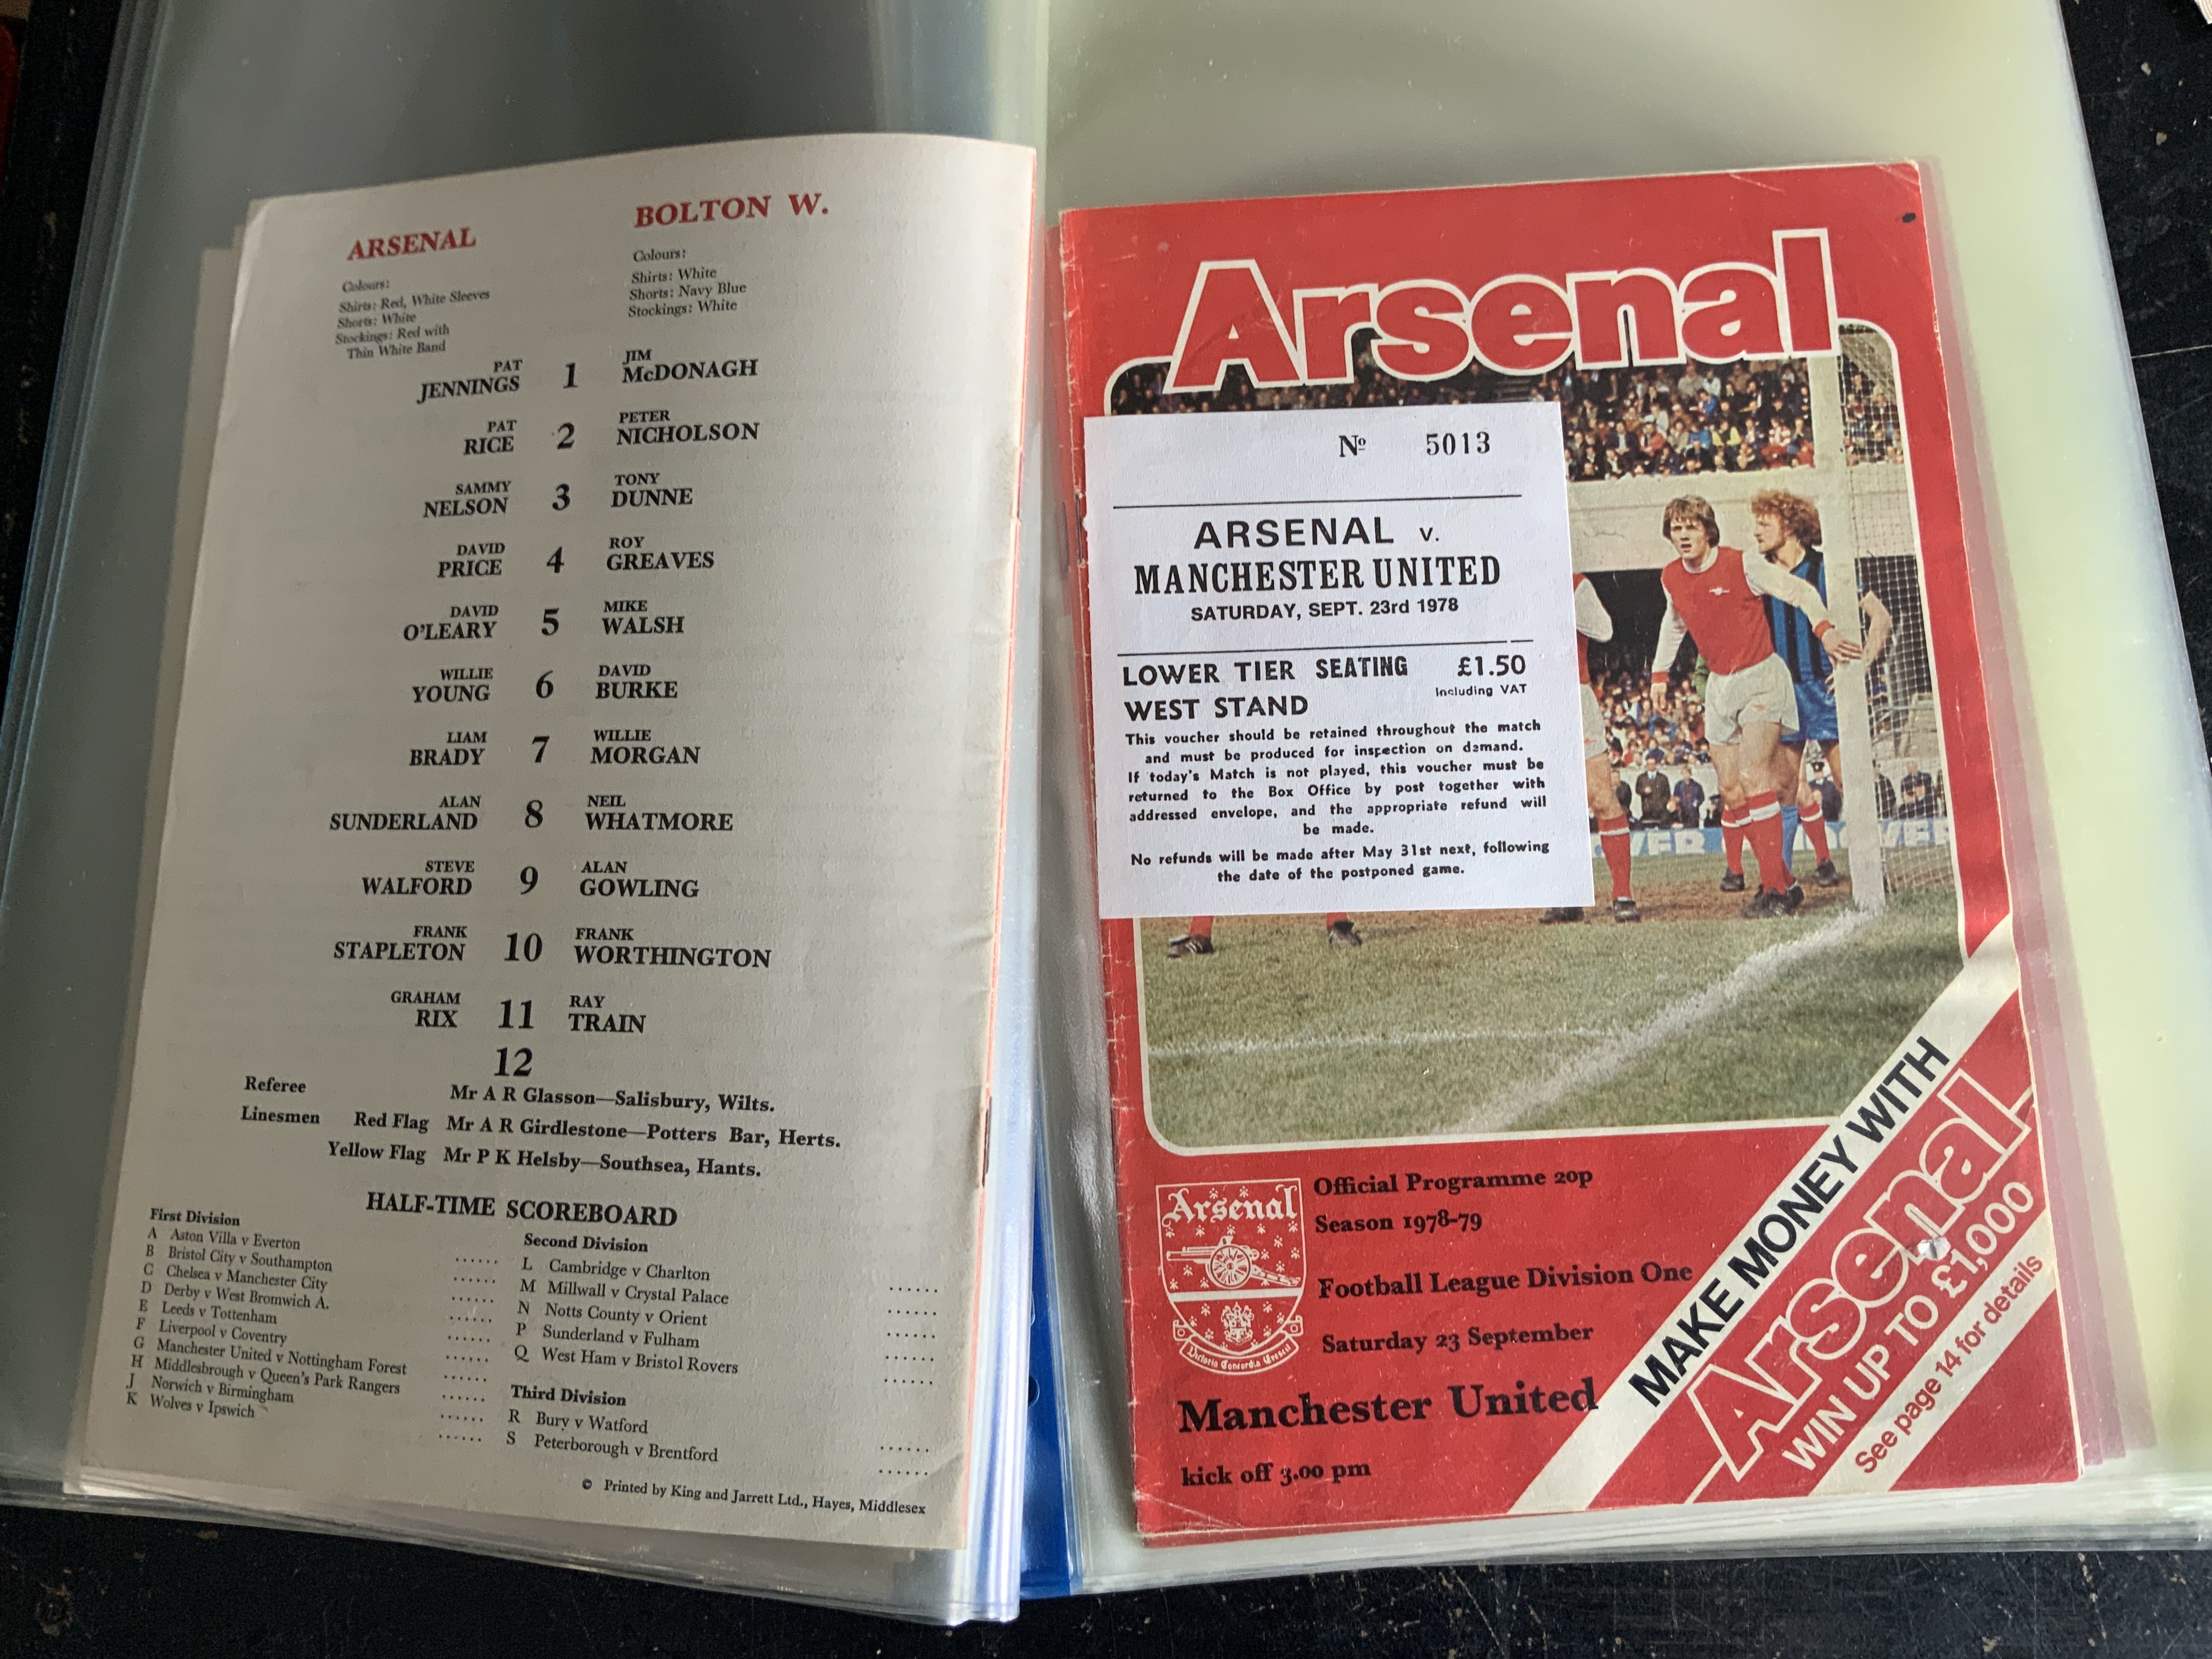 ARSENAL
Colours:
Shirts: Red, White Sleeves
Shorts: White
Stockings: Red with
Thin White Band
BOLTON W.
Colours:
Shirts: White
Shorts: Navy Blue
Stockings: White
PAT JENNINGS 1 JIM McDONAGH
PAT RICE 2 PETER NICHOLSON
SAMMY NELSON 3 TONY DUNNE
DAVID PRICE 4 ROY GREAVES
DAVID O'LEARY 5 MIKE WALSH
WILLIE YOUNG 6 DAVID BURKE
LIAM BRADY 7 WILLIE MORGAN
ALAN SUNDERLAND 8 NEIL WHATMORE
STEVE WALFORD 9 ALAN GOWLING
FRANK STAPLETON 10 FRANK WORTHINGTON
GRAHAM RIX 11 RAY TRAIN
12
Referee Mr A R Glasson—Salisbury, Wilts.
Linesmen Red Flag Mr A R Girdlestone—Potters Bar, Herts.
Yellow Flag Mr P K Helsby—Southsea, Hants.
HALF-TIME SCOREBOARD
First Division
A Aston Villa v Everton ......
B Bristol City v Southampton ......
C Chelsea v Manchester City ......
D Derby v West Bromwich A. ......
E Leeds v Tottenham ......
F Liverpool v Coventry ......
G Manchester United v Nottingham Forest ......
H Middlesbrough v Queen's Park Rangers ......
J Norwich v Birmingham ......
K Wolves v Ipswich ......
Second Division
L Cambridge v Charlton ......
M Millwall v Crystal Palace ......
N Notts County v Orient ......
P Sunderland v Fulham ......
Q West Ham v Bristol Rovers ......
Third Division
R Bury v Watford ......
S Peterborough v Brentford ......
© Printed by King and Jarrett Ltd., Hayes, Middlesex
Arsenal
Nº 5013
ARSENAL v.
MANCHESTER UNITED
SATURDAY, SEPT. 23rd 1978
LOWER TIER SEATING £1.50
Including VAT
WEST STAND
This voucher should be retained throughout the match
and must be produced for inspection on damand.
If today's Match is not played, this voucher must be
returned to the Box Office by post together with
addressed envelope, and the appropriate refund will
be made.
No refunds will be made after May 31st next, following
the date of the postponed game.
Arsenal
Victoria Concordia Crescit
Official Programme 20p
Season 1978-79
Football League Division One
Saturday 23 September
Manchester United
kick off 3.00 pm
MAKE MONEY WITH
Arsenal
WIN UP TO £1,000
See page 14 for details